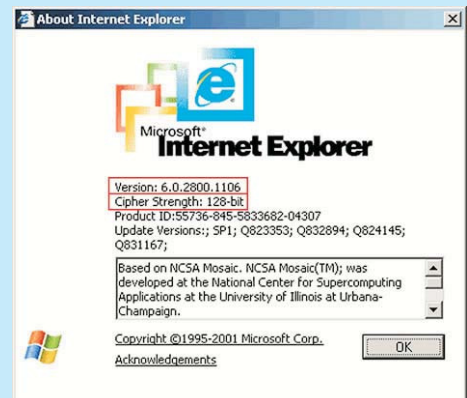 About Internet Explorer
Microsoft®
Internet Explorer
Version: 6.0.2800.1106
Cipher Strength: 128-bit
Product ID:55736-845-5833682-04307
Update Versions:; SP1; Q823353; Q832894; Q824145;
Q831167;
Based on NCSA Mosaic. NCSA Mosaic(TM); was
developed at the National Center for Supercomputing
Applications at the University of Illinois at Urbana-
Champaign.
Copyright ©1995-2001 Microsoft Corp.
OK
Acknowledgements